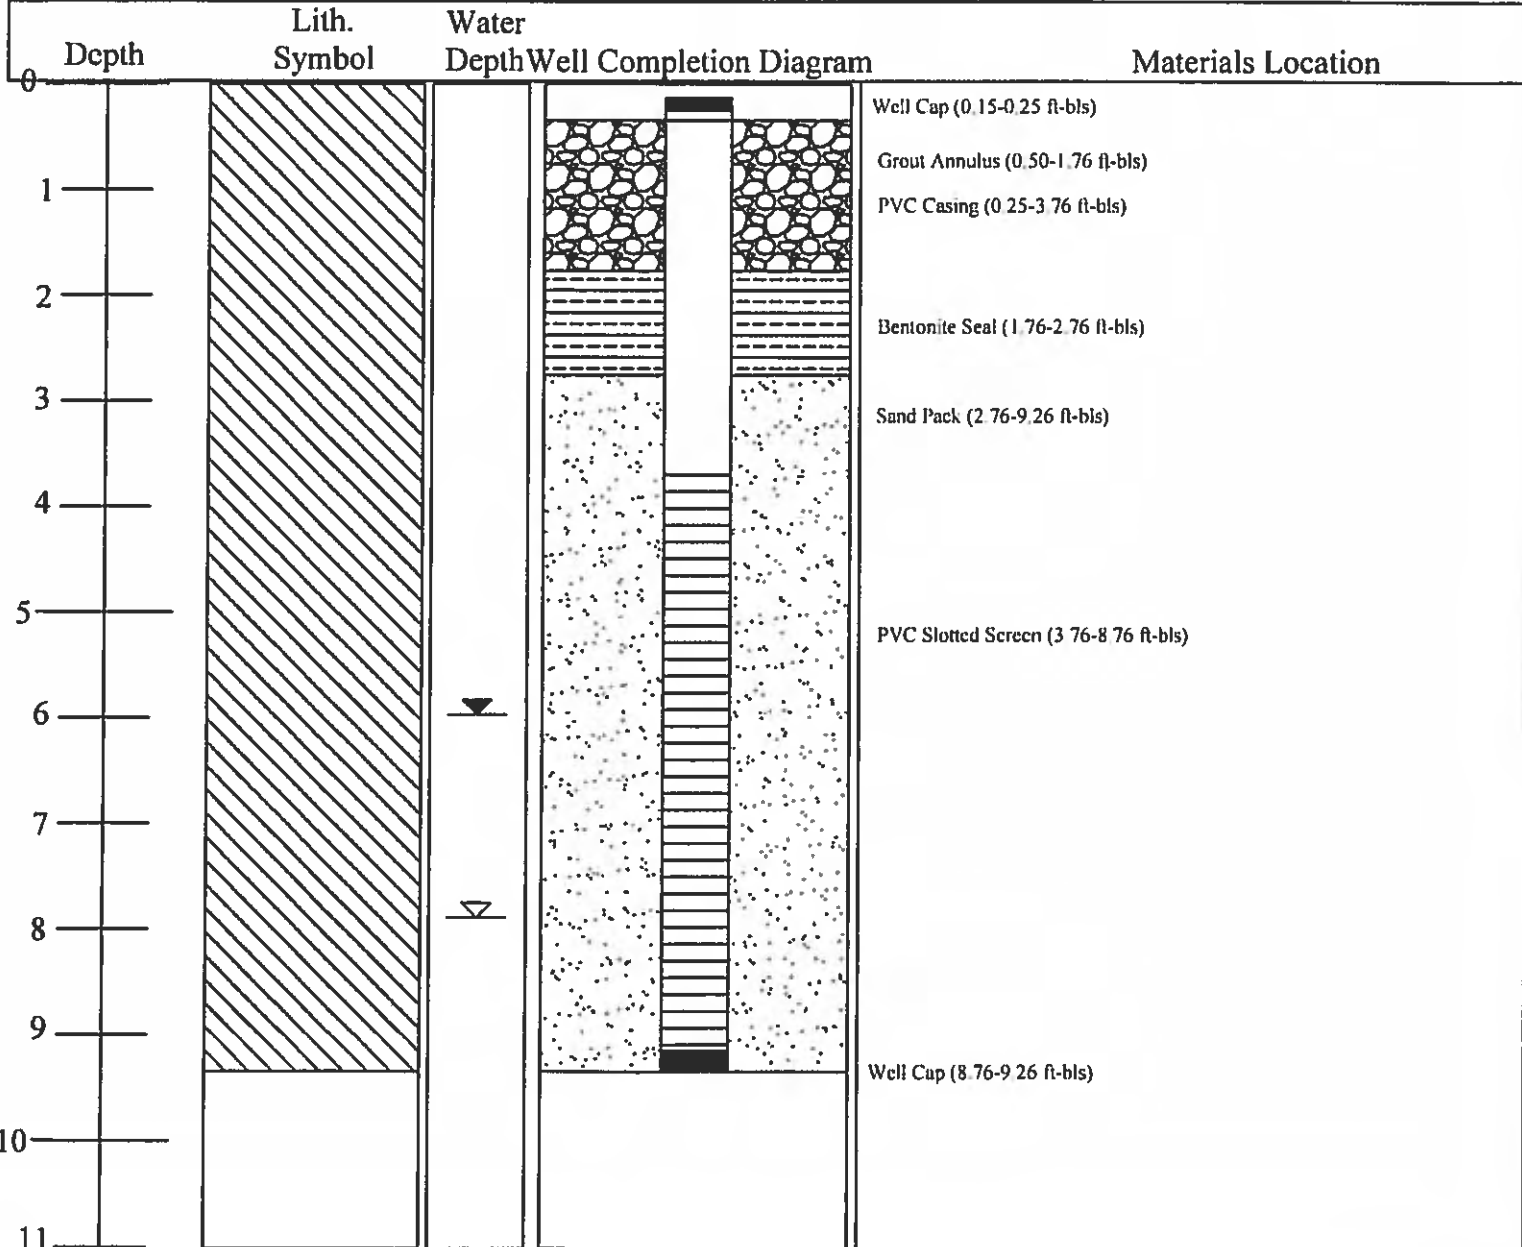 Depth
Lith.
Symbol
Water
Depth
Well Completion Diagram
Materials Location
0
1
2
3
4
5
6
7
8
9
10
11
Well Cap (0.15-0.25 ft-bls)
Grout Annulus (0.50-1.76 ft-bls)
PVC Casing (0.25-3.76 ft-bls)
Bentonite Seal (1.76-2.76 ft-bls)
Sand Pack (2.76-9.26 ft-bls)
PVC Slotted Screen (3.76-8.76 ft-bls)
Well Cap (8.76-9.26 ft-bls)